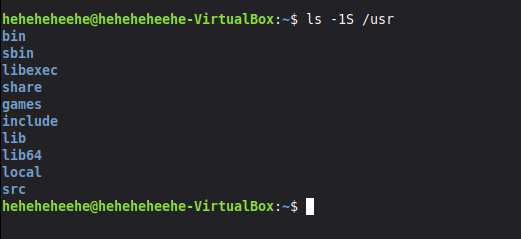 heheheheehe@heheheheehe-VirtualBox:~$ ls -1S /usr
bin
sbin
libexec
share
games
include
lib
lib64
local
src
heheheheehe@heheheheehe-VirtualBox:~$